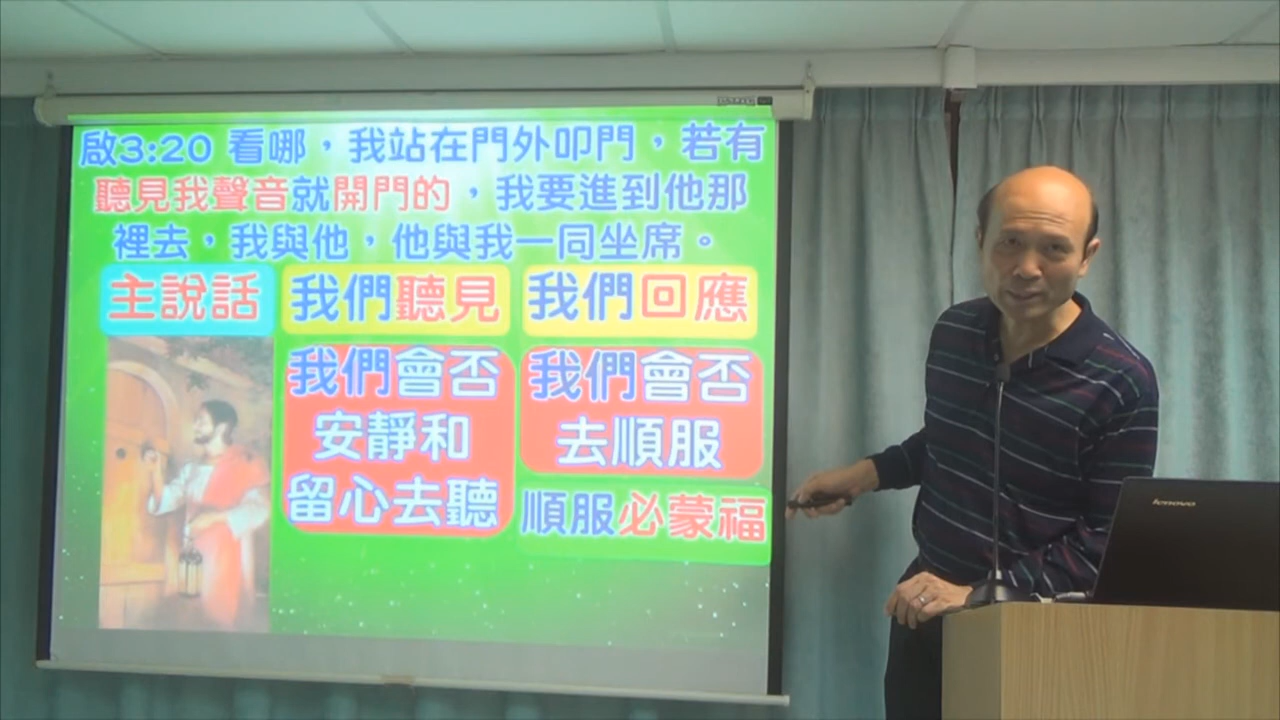 啟3:20 看哪，我站在門外叩門，若有
聽見我聲音就開門的，我要進到他那
裡去，我與他，他與我一同坐席。
主說話
我們聽見
我們回應
我們會否
安靜和
留心去聽
我們會否
去順服
順服必蒙福
lenovo